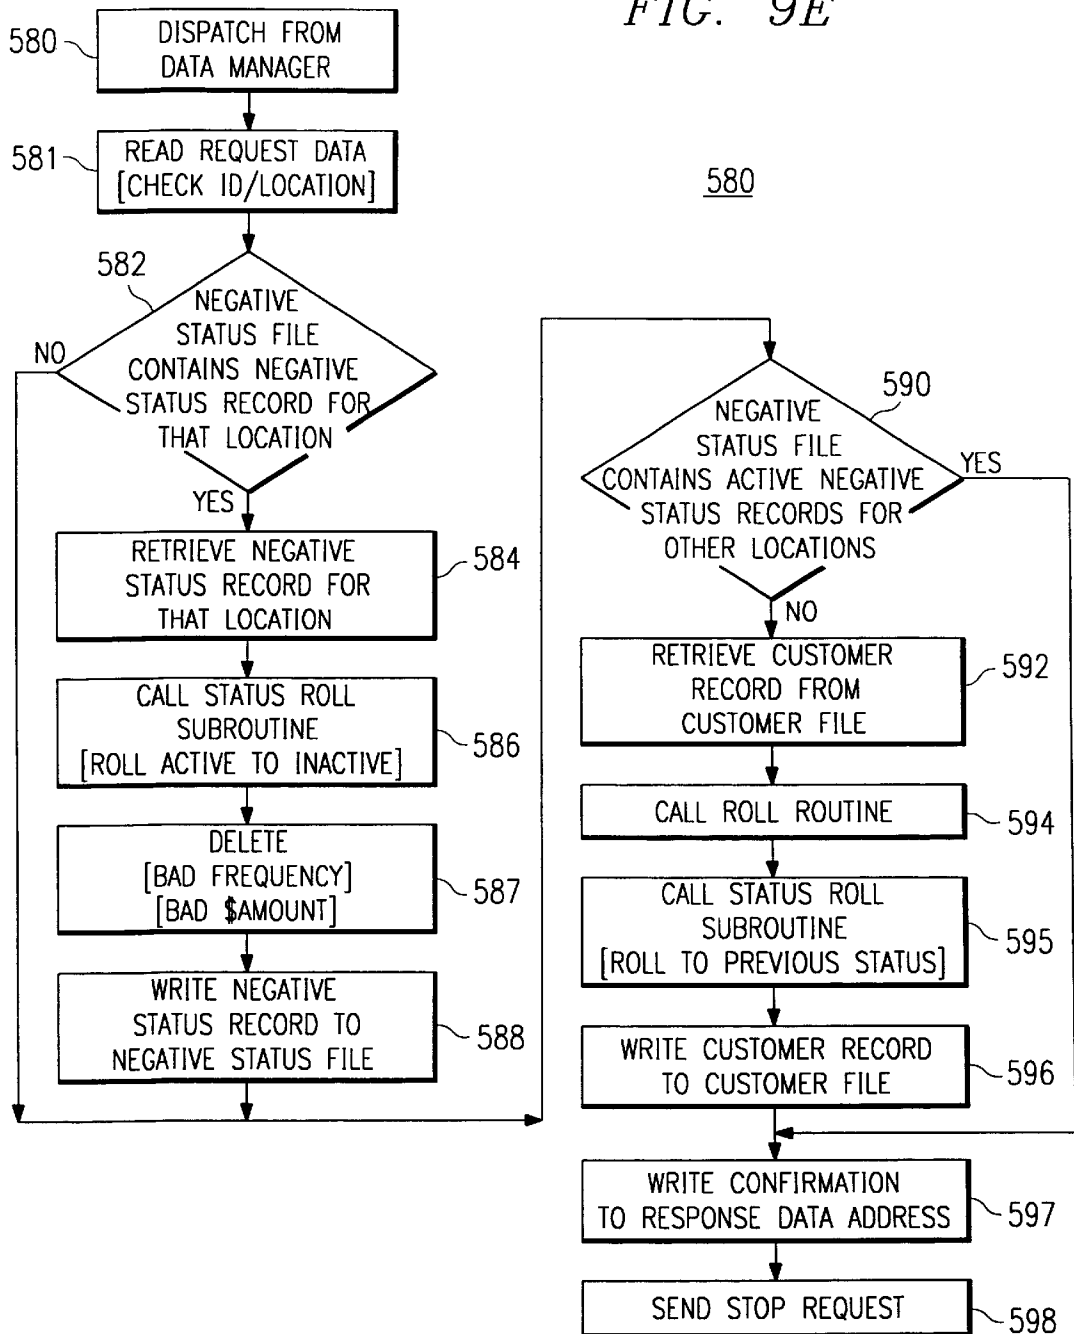 FIG. 9E
580
DISPATCH FROM
DATA MANAGER
581
READ REQUEST DATA
[CHECK ID/LOCATION]
580
582
NEGATIVE
STATUS FILE
CONTAINS NEGATIVE
STATUS RECORD FOR
THAT LOCATION
NO
YES
RETRIEVE NEGATIVE
STATUS RECORD FOR
THAT LOCATION
584
CALL STATUS ROLL
SUBROUTINE
[ROLL ACTIVE TO INACTIVE]
586
DELETE
[BAD FREQUENCY]
[BAD $AMOUNT]
587
WRITE NEGATIVE
STATUS RECORD TO
NEGATIVE STATUS FILE
588
590
NEGATIVE
STATUS FILE
CONTAINS ACTIVE NEGATIVE
STATUS RECORDS FOR
OTHER LOCATIONS
YES
NO
RETRIEVE CUSTOMER
RECORD FROM
CUSTOMER FILE
592
CALL ROLL ROUTINE
594
CALL STATUS ROLL
SUBROUTINE
[ROLL TO PREVIOUS STATUS]
595
WRITE CUSTOMER RECORD
TO CUSTOMER FILE
596
WRITE CONFIRMATION
TO RESPONSE DATA ADDRESS
597
SEND STOP REQUEST
598